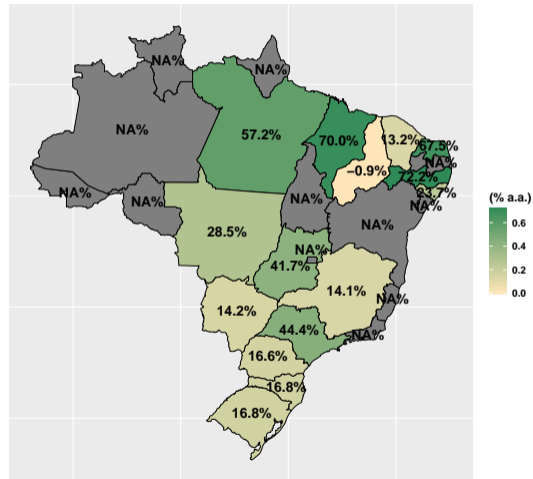 NA%
NA%
NA%
57.2%
70.0%
13.2%
67.5%
NA%
−0.9%
72.2%
23.7%
NA%
NA%
NA%
NA%
NA%
28.5%
NA%
41.7%
14.1%
NA%
14.2%
44.4%
NA%
16.6%
16.8%
16.8%
(% a.a.)
0.6
0.4
0.2
0.0